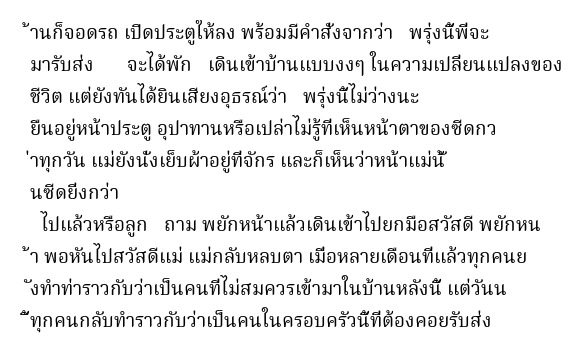 ้านก็จอดรถ เปิดประตูให้ลง พร้อมมีคำสั่งจากว่า   พรุ่งนี้พี่จะ
มารับส่ง      จะได้พัก   เดินเข้าบ้านแบบงงๆ ในความเปลี่ยนแปลงของ
ชีวิต แต่ยังทันได้ยินเสียงอุธรณ์ว่า   พรุ่งนี้ไม่ว่างนะ
ยืนอยู่หน้าประตู อุปาทานหรือเปล่าไม่รู้ที่เห็นหน้าตาของซีดกว
่าทุกวัน แม่ยังนั่งเย็บผ้าอยู่ที่จักร และก็เห็นว่าหน้าแม่นั้
นซีดยิ่งกว่า
  ไปแล้วหรือลูก   ถาม พยักหน้าแล้วเดินเข้าไปยกมือสวัสดี พยักหน
้า พอหันไปสวัสดีแม่ แม่กลับหลบตา เมื่อหลายเดือนที่แล้วทุกคนย
ังทำท่าราวกับว่าเป็นคนที่ไม่สมควรเข้ามาในบ้านหลังนี้ แต่วันน
ี้ทุกคนกลับทำราวกับว่าเป็นคนในครอบครัวนี้ที่ต้องคอยรับส่ง